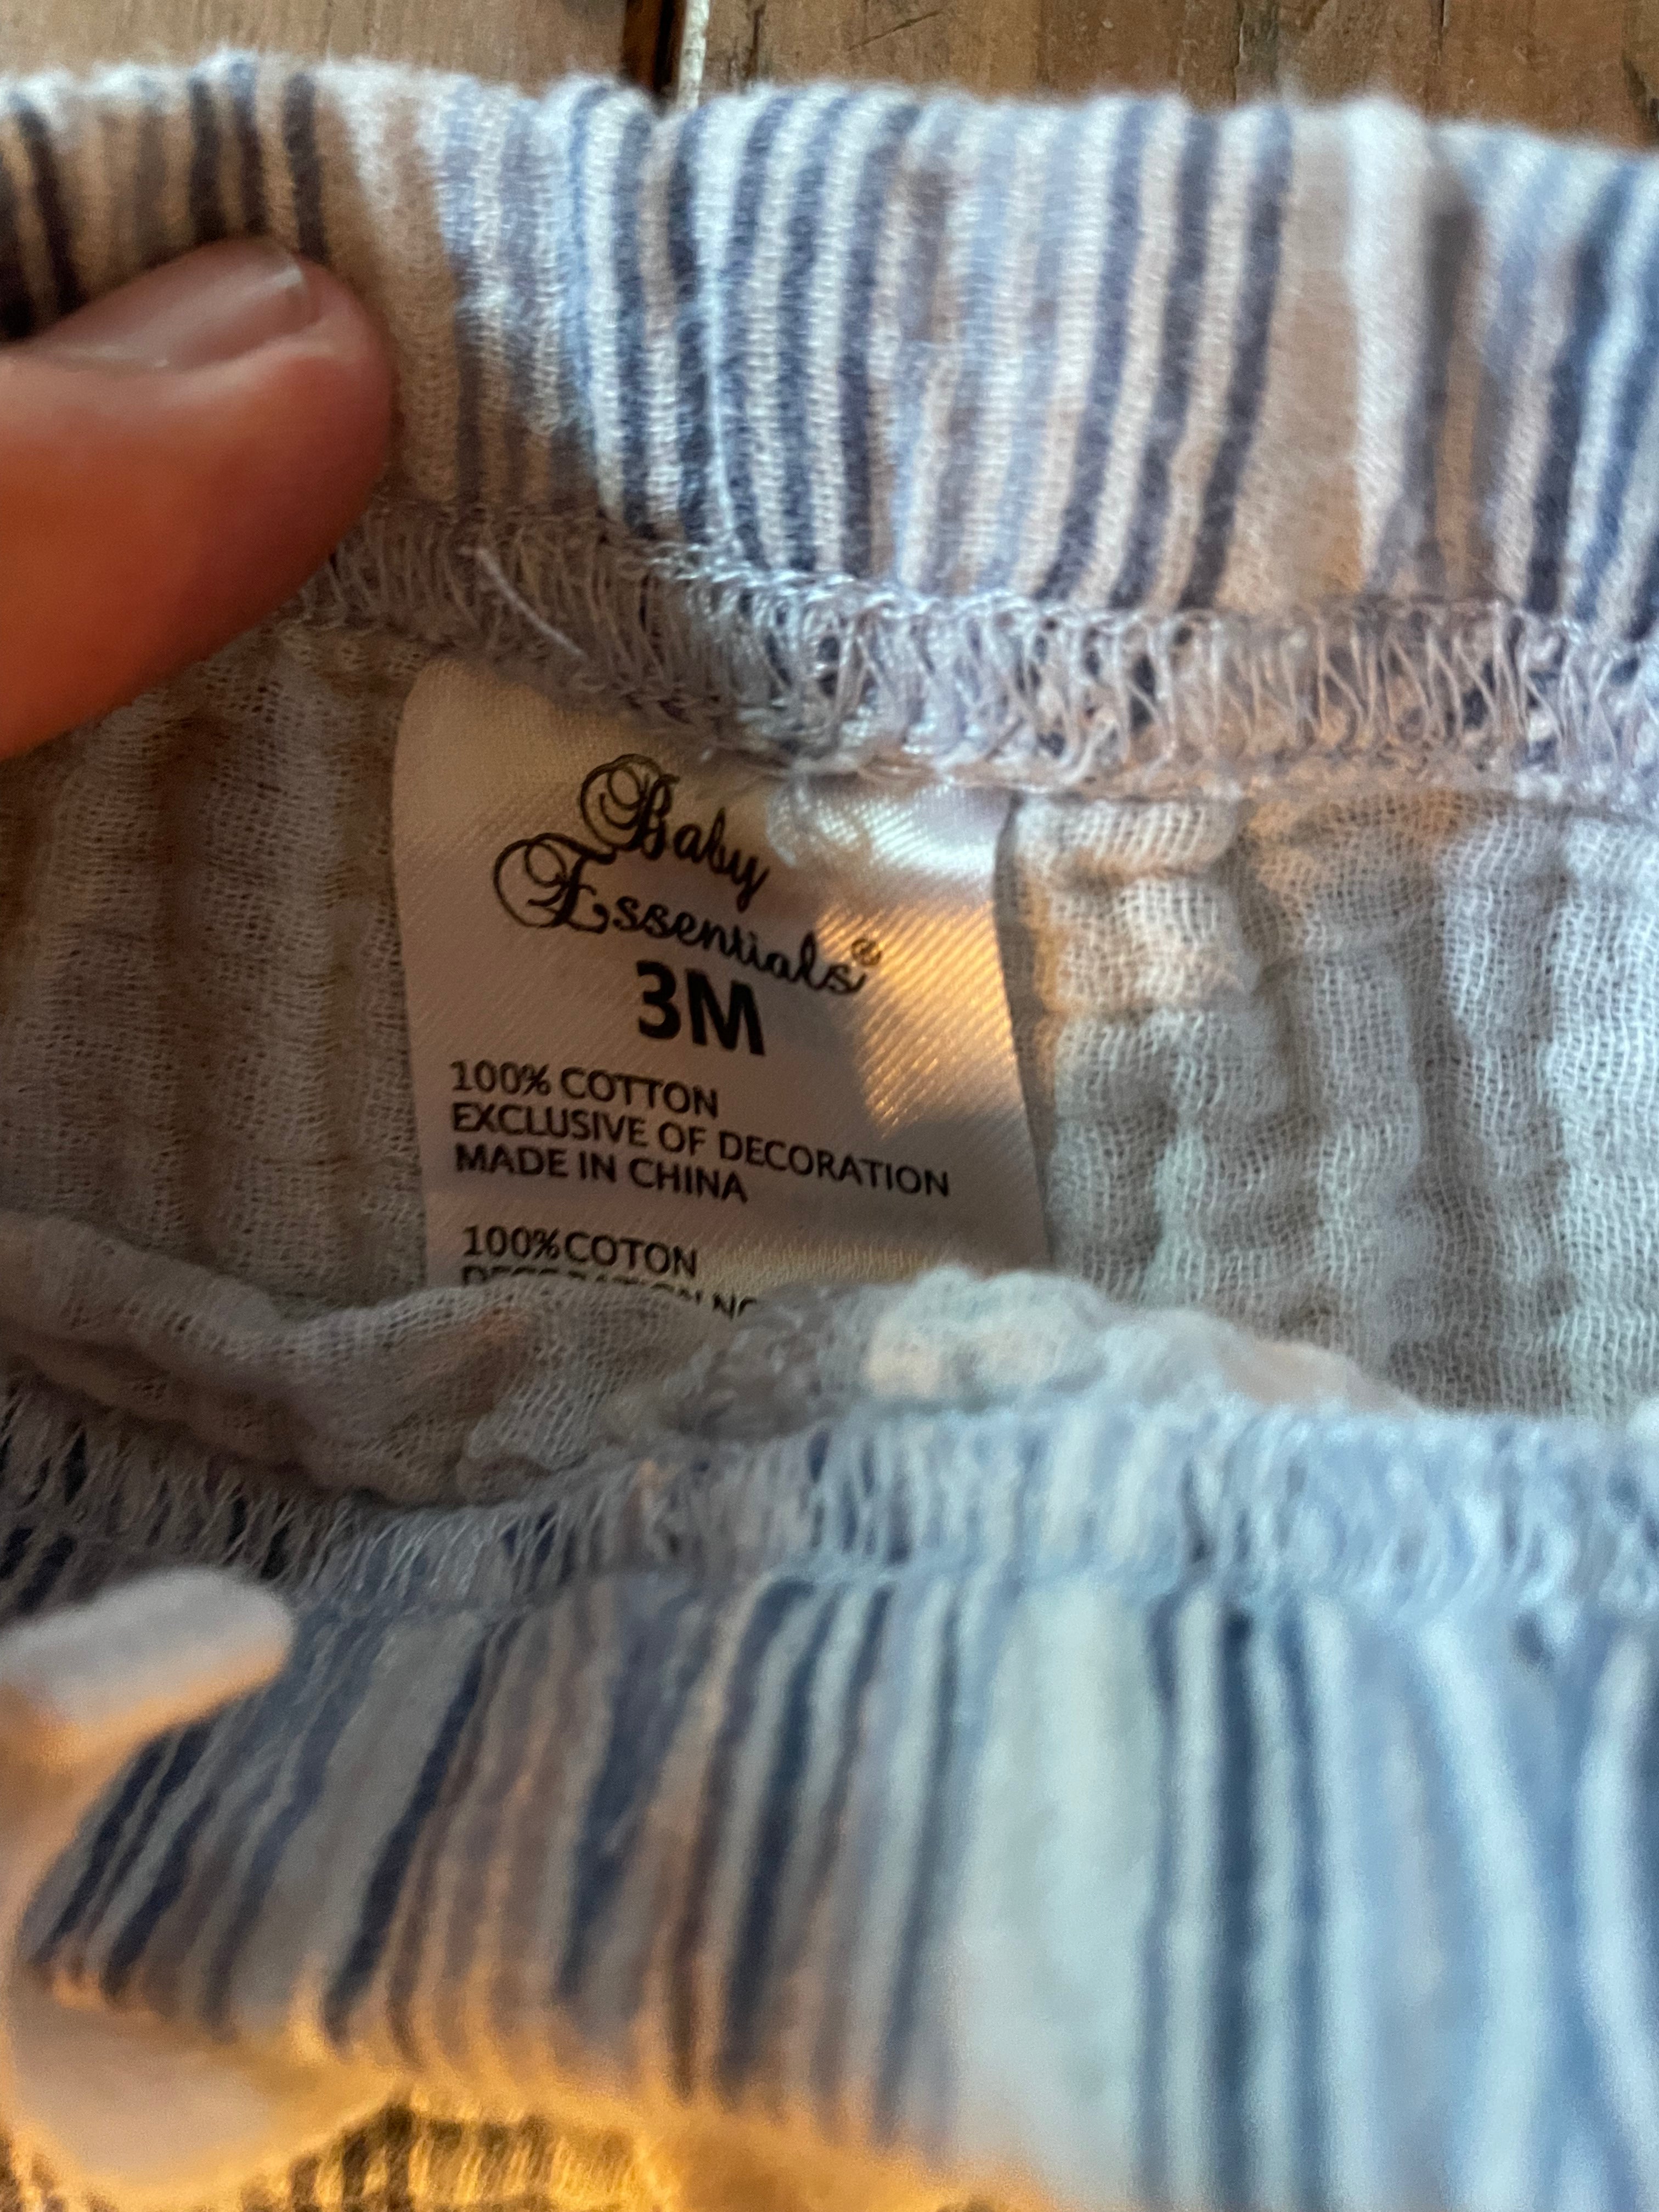 Baby
Essentials®
3M
100% COTTON
EXCLUSIVE OF DECORATION
MADE IN CHINA
100%COTON